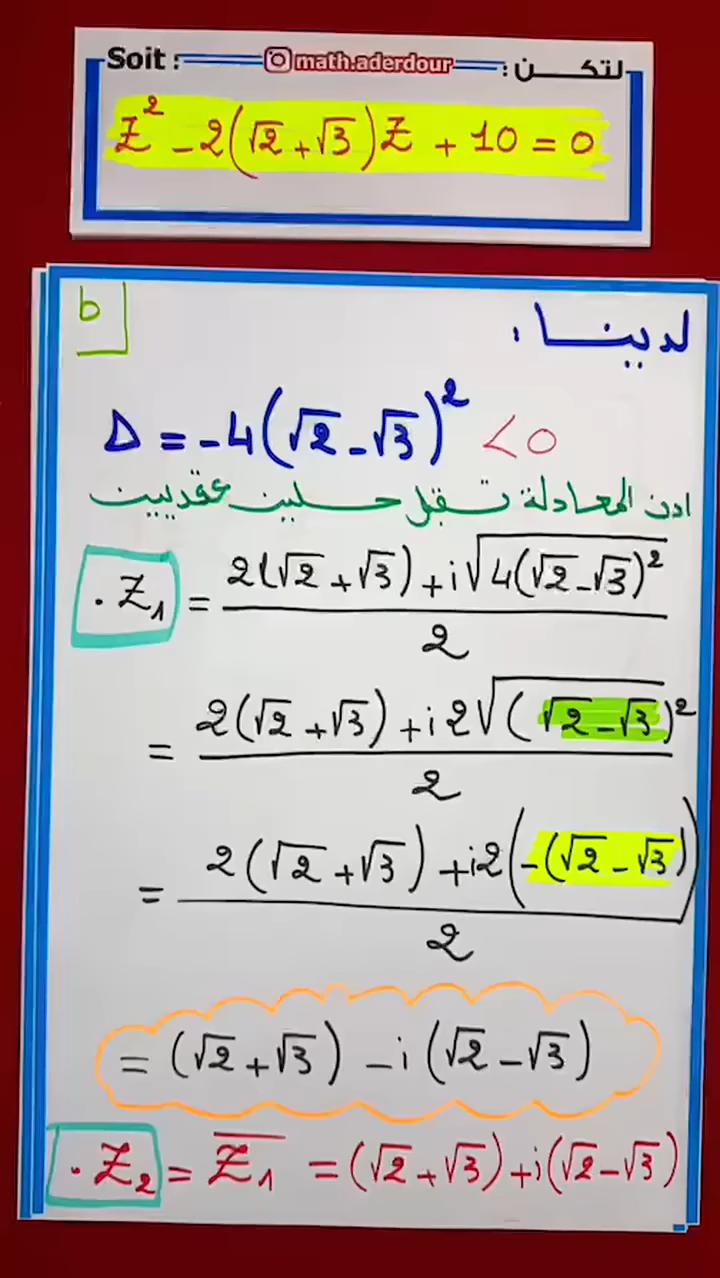 Soit : math.aderdour لتكن :
Z² - 2(√2 + √3)Z + 10 = 0
b لدينا :
Δ = -4(√2 - √3)² < 0
اذن المعادلة تقبل حلين عقديين
. Z₁ = (2(√2 + √3) + i√(4(√2 - √3)²)) / 2
= (2(√2 + √3) + i2√((√2 - √3)²)) / 2
= (2(√2 + √3) + i2(-(√2 - √3))) / 2
= (√2 + √3) - i(√2 - √3)
. Z₂ = Z̅₁ = (√2 + √3) + i(√2 - √3)